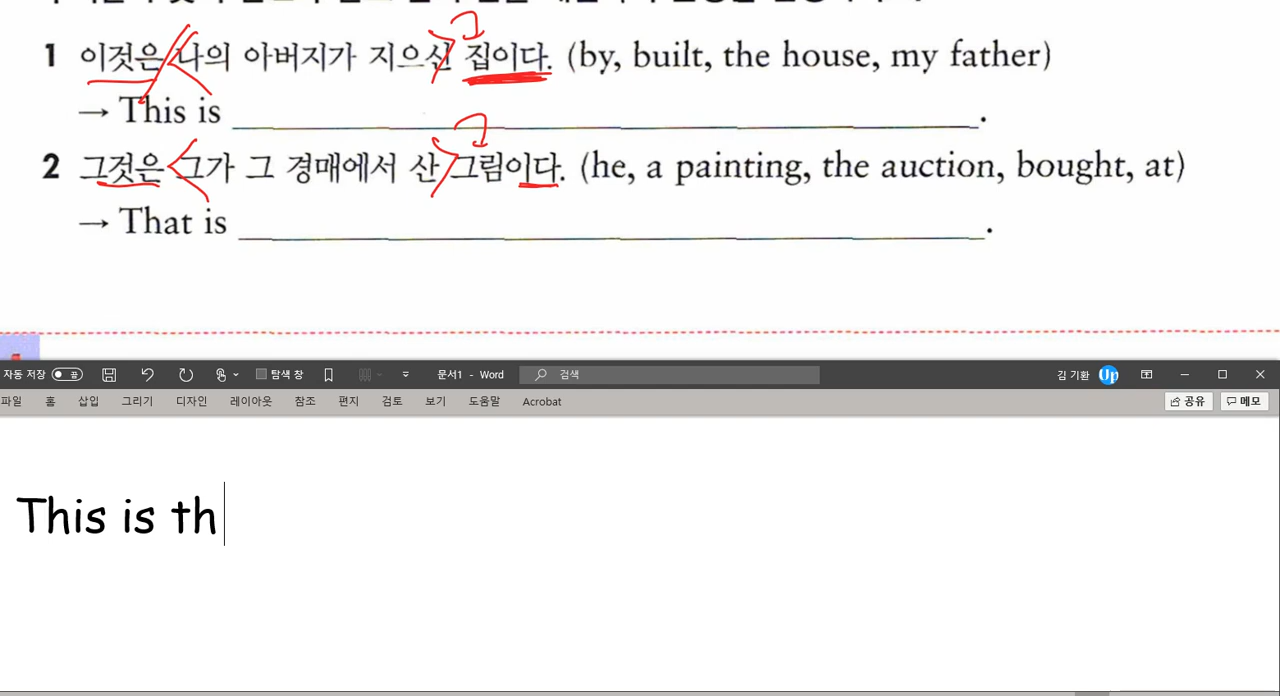 1 이것은 나의 아버지가 지으신 집이다. (by, built, the house, my father)
→ This is ______.
2 그것은 그가 그 경매에서 산 그림이다. (he, a painting, the auction, bought, at)
→ That is ______.
자동 저장 끔 탐색 창 문서1 - Word 검색 김 기환 Up
파일 홈 삽입 그리기 디자인 레이아웃 참조 편지 검토 보기 도움말 Acrobat 공유 메모
This is th